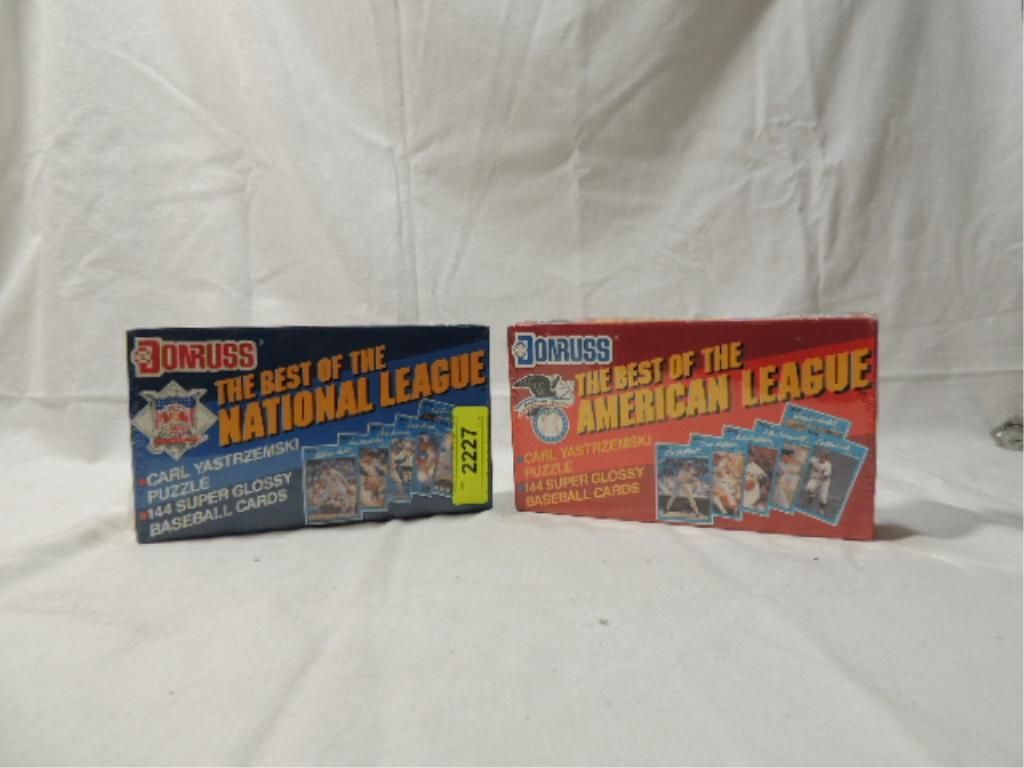 DONRUSS
THE BEST OF THE
NATIONAL LEAGUE
• CARL YASTRZEMSKI
PUZZLE
• 144 SUPER GLOSSY
BASEBALL CARDS
2227
DONRUSS
THE BEST OF THE
AMERICAN LEAGUE
• CARL YASTRZEMSKI
PUZZLE
• 144 SUPER GLOSSY
BASEBALL CARDS